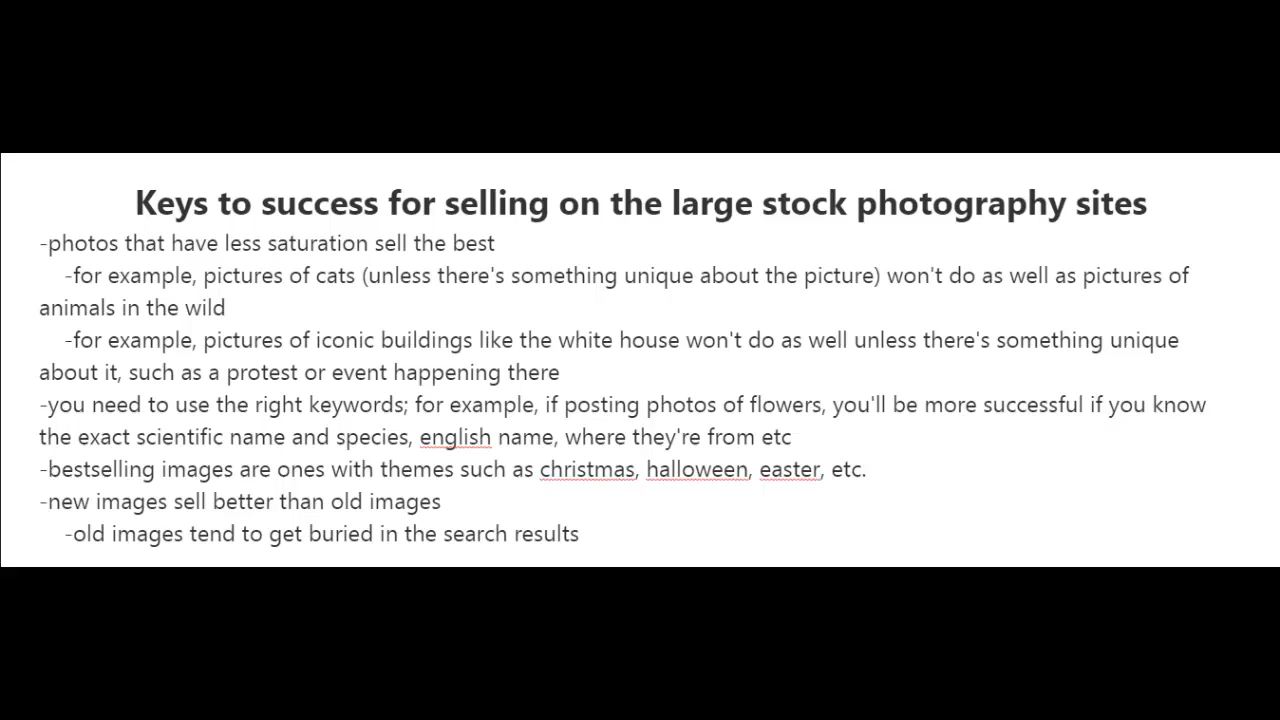 Keys to success for selling on the large stock photography sites
-photos that have less saturation sell the best
-for example, pictures of cats (unless there's something unique about the picture) won't do as well as pictures of
animals in the wild
-for example, pictures of iconic buildings like the white house won't do as well unless there's something unique
about it, such as a protest or event happening there
-you need to use the right keywords; for example, if posting photos of flowers, you'll be more successful if you know
the exact scientific name and species, english name, where they're from etc
-bestselling images are ones with themes such as christmas, halloween, easter, etc.
-new images sell better than old images
-old images tend to get buried in the search results